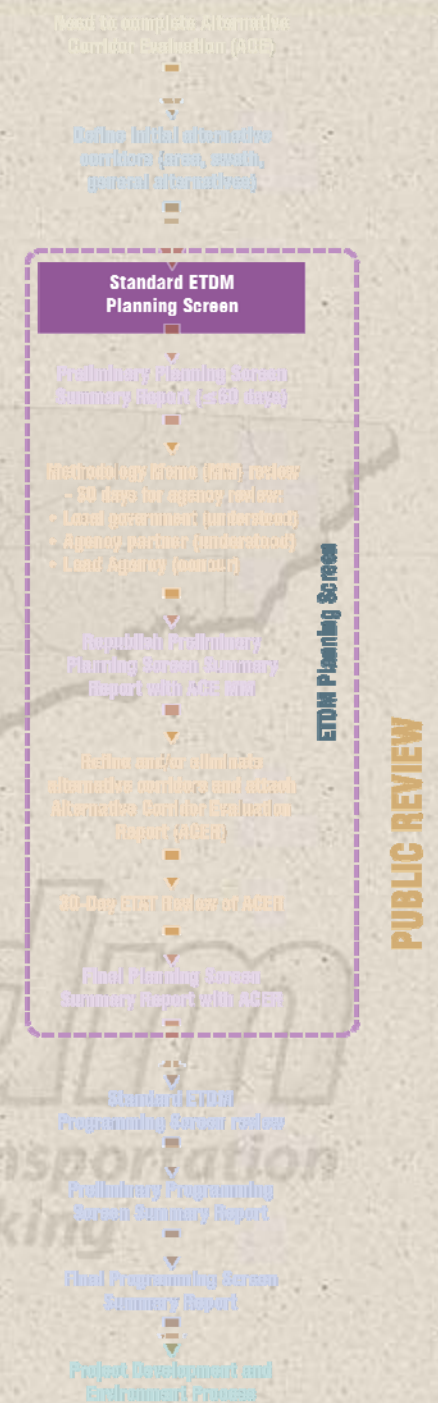 Need to complete Alternative
Corridor Evaluation (ACE)
Define initial alternative
corridors (area, width,
general alternatives)
Standard ETDM
Planning Screen
Preliminary Planning Screen
Summary Report (<60 days)
Methodology Memo (MM) review
- 30 days for agency review:
• Local government (understood)
• Agency partner (understood)
• Lead Agency (concur)
Republish Preliminary
Planning Screen Summary
Report with ACE MM
Refine and/or eliminate
alternative corridors and attach
Alternative Corridor Evaluation
Report (ACER)
Day ETAT Review of ACER
Final Planning Screen
Summary Report with ACER
ETDM Planning Screen
PUBLIC REVIEW
Standard ETDM
Programming Screen review
Preliminary Programming
Screen Summary Report
Final Programming Screen
Summary Report
Project Development and
Environment Process
nsportation
king